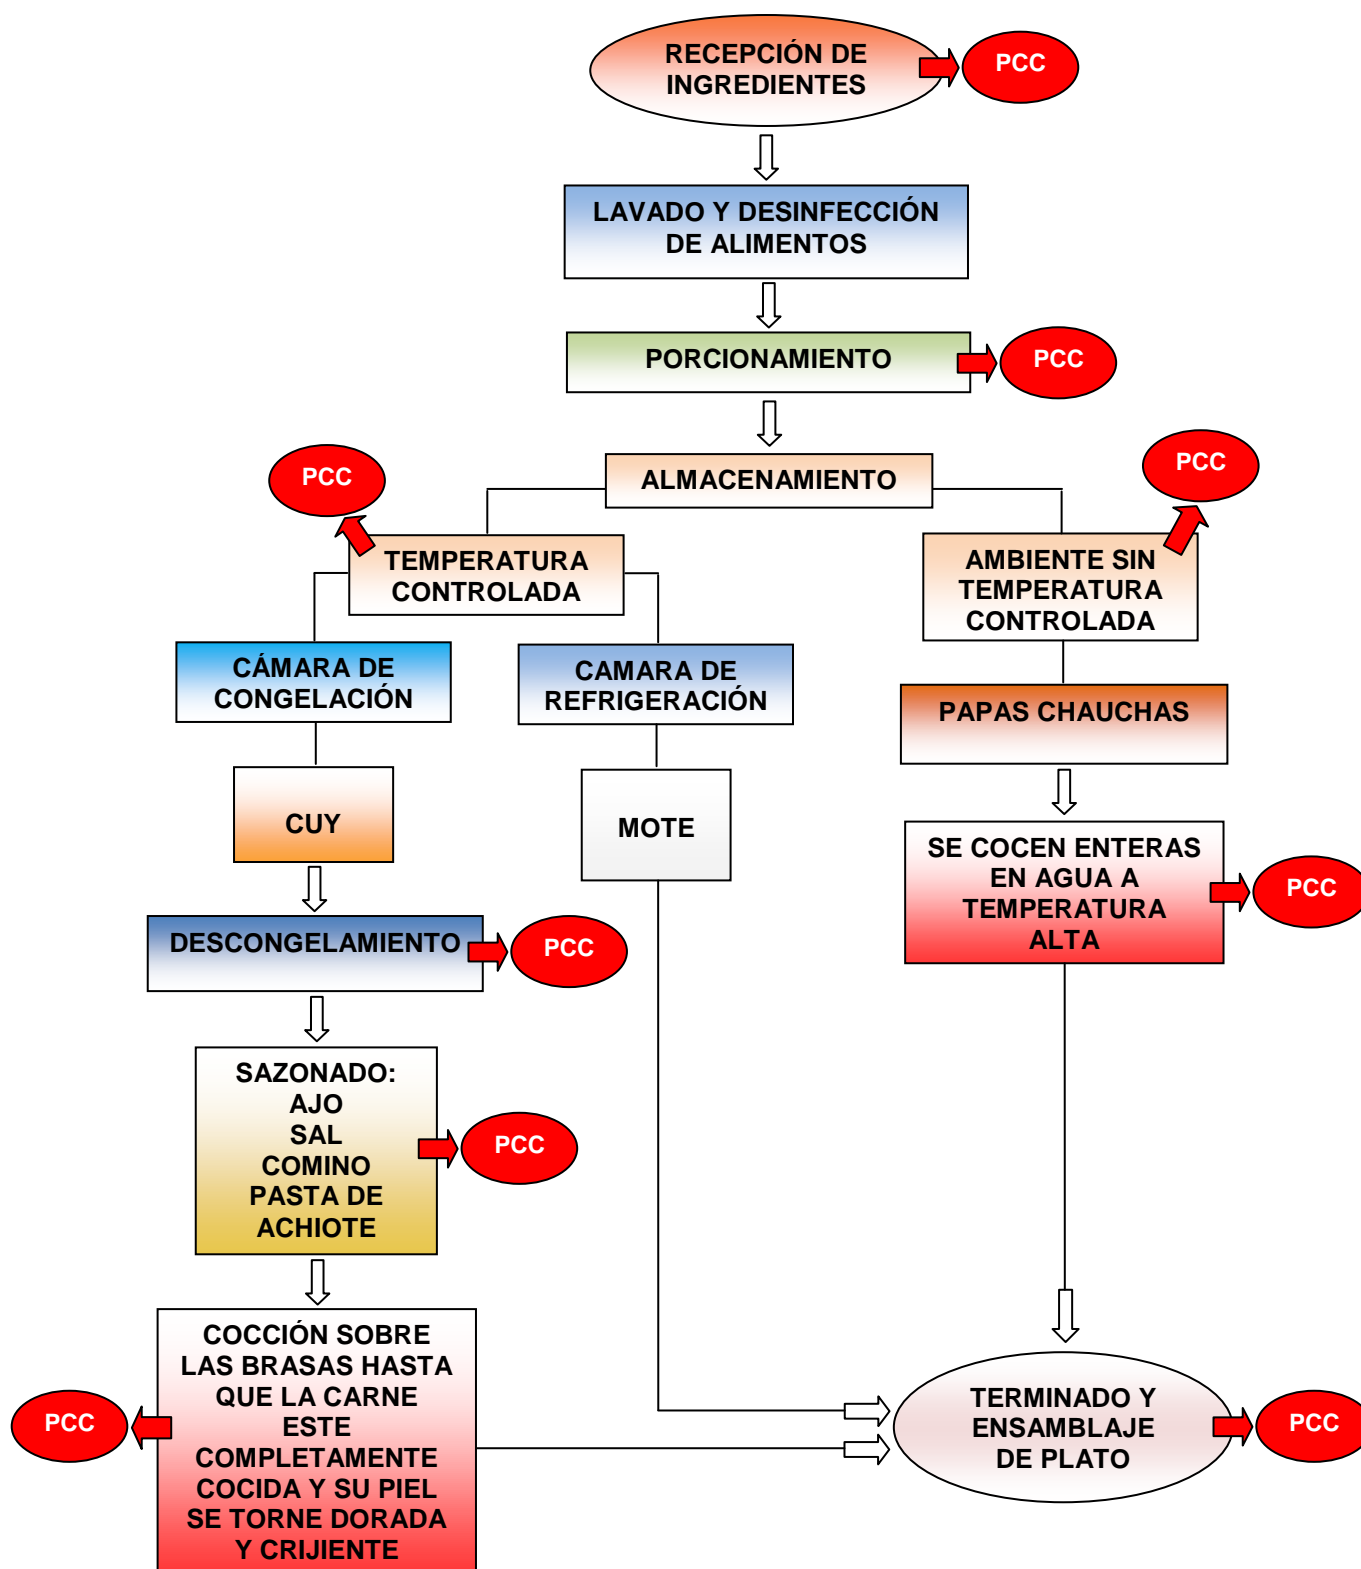 RECEPCIÓN DE
INGREDIENTES
PCC
LAVADO Y DESINFECCIÓN
DE ALIMENTOS
PORCIONAMIENTO
PCC
ALMACENAMIENTO
PCC
PCC
TEMPERATURA
CONTROLADA
AMBIENTE SIN
TEMPERATURA
CONTROLADA
CÁMARA DE
CONGELACIÓN
CAMARA DE
REFRIGERACIÓN
PAPAS CHAUCHAS
CUY
MOTE
SE COCEN ENTERAS
EN AGUA A
TEMPERATURA
ALTA
PCC
DESCONGELAMIENTO
PCC
SAZONADO:
AJO
SAL
COMINO
PASTA DE
ACHIOTE
PCC
COCCIÓN SOBRE
LAS BRASAS HASTA
QUE LA CARNE
ESTE
COMPLETAMENTE
COCIDA Y SU PIEL
SE TORNE DORADA
Y CRIJIENTE
PCC
TERMINADO Y
ENSAMBLAJE
DE PLATO
PCC